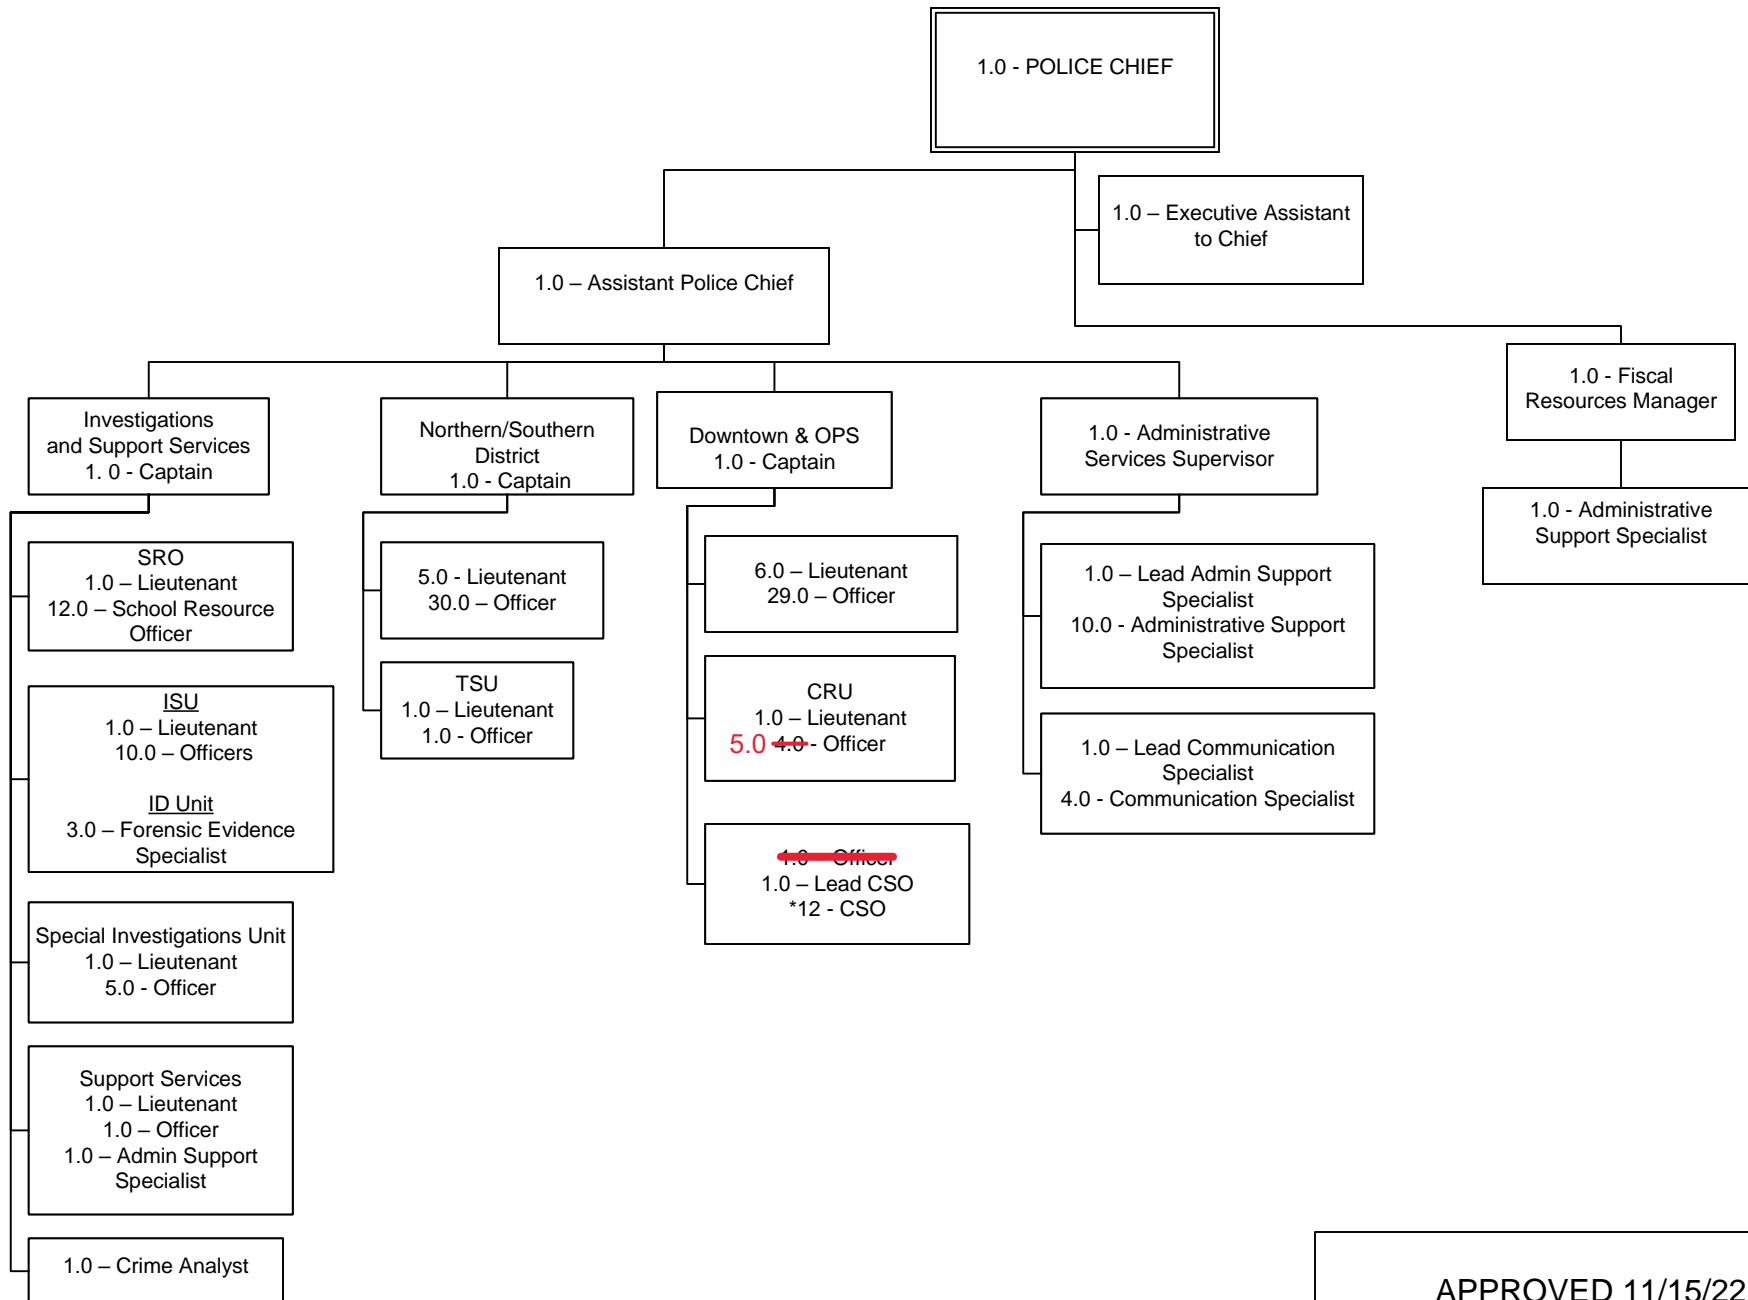 1.0 - POLICE CHIEF
1.0 – Executive Assistant
to Chief
1.0 – Assistant Police Chief
1.0 - Fiscal
Resources Manager
1.0 - Administrative
Support Specialist
Investigations
and Support Services
1. 0 - Captain
SRO
1.0 – Lieutenant
12.0 – School Resource
Officer
ISU
1.0 – Lieutenant
10.0 – Officers
ID Unit
3.0 – Forensic Evidence
Specialist
Special Investigations Unit
1.0 – Lieutenant
5.0 - Officer
Support Services
1.0 – Lieutenant
1.0 – Officer
1.0 – Admin Support
Specialist
1.0 – Crime Analyst
Northern/Southern
District
1.0 - Captain
5.0 - Lieutenant
30.0 – Officer
TSU
1.0 – Lieutenant
1.0 - Officer
Downtown & OPS
1.0 - Captain
6.0 – Lieutenant
29.0 – Officer
CRU
1.0 – Lieutenant
5.0 4.0 - Officer
1.0 – Officer
1.0 – Lead CSO
*12 - CSO
1.0 - Administrative
Services Supervisor
1.0 – Lead Admin Support
Specialist
10.0 - Administrative Support
Specialist
1.0 – Lead Communication
Specialist
4.0 - Communication Specialist
APPROVED 11/15/22